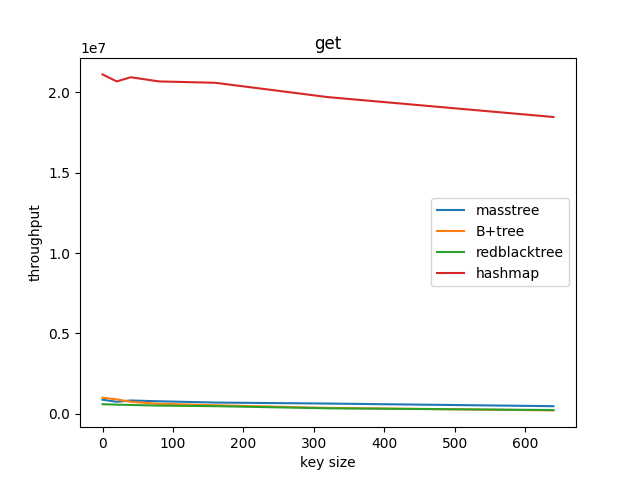 get
1e7
2.0
1.5
1.0
0.5
0.0
throughput
masstree
B+tree
redblacktree
hashmap
0 100 200 300 400 500 600
key size